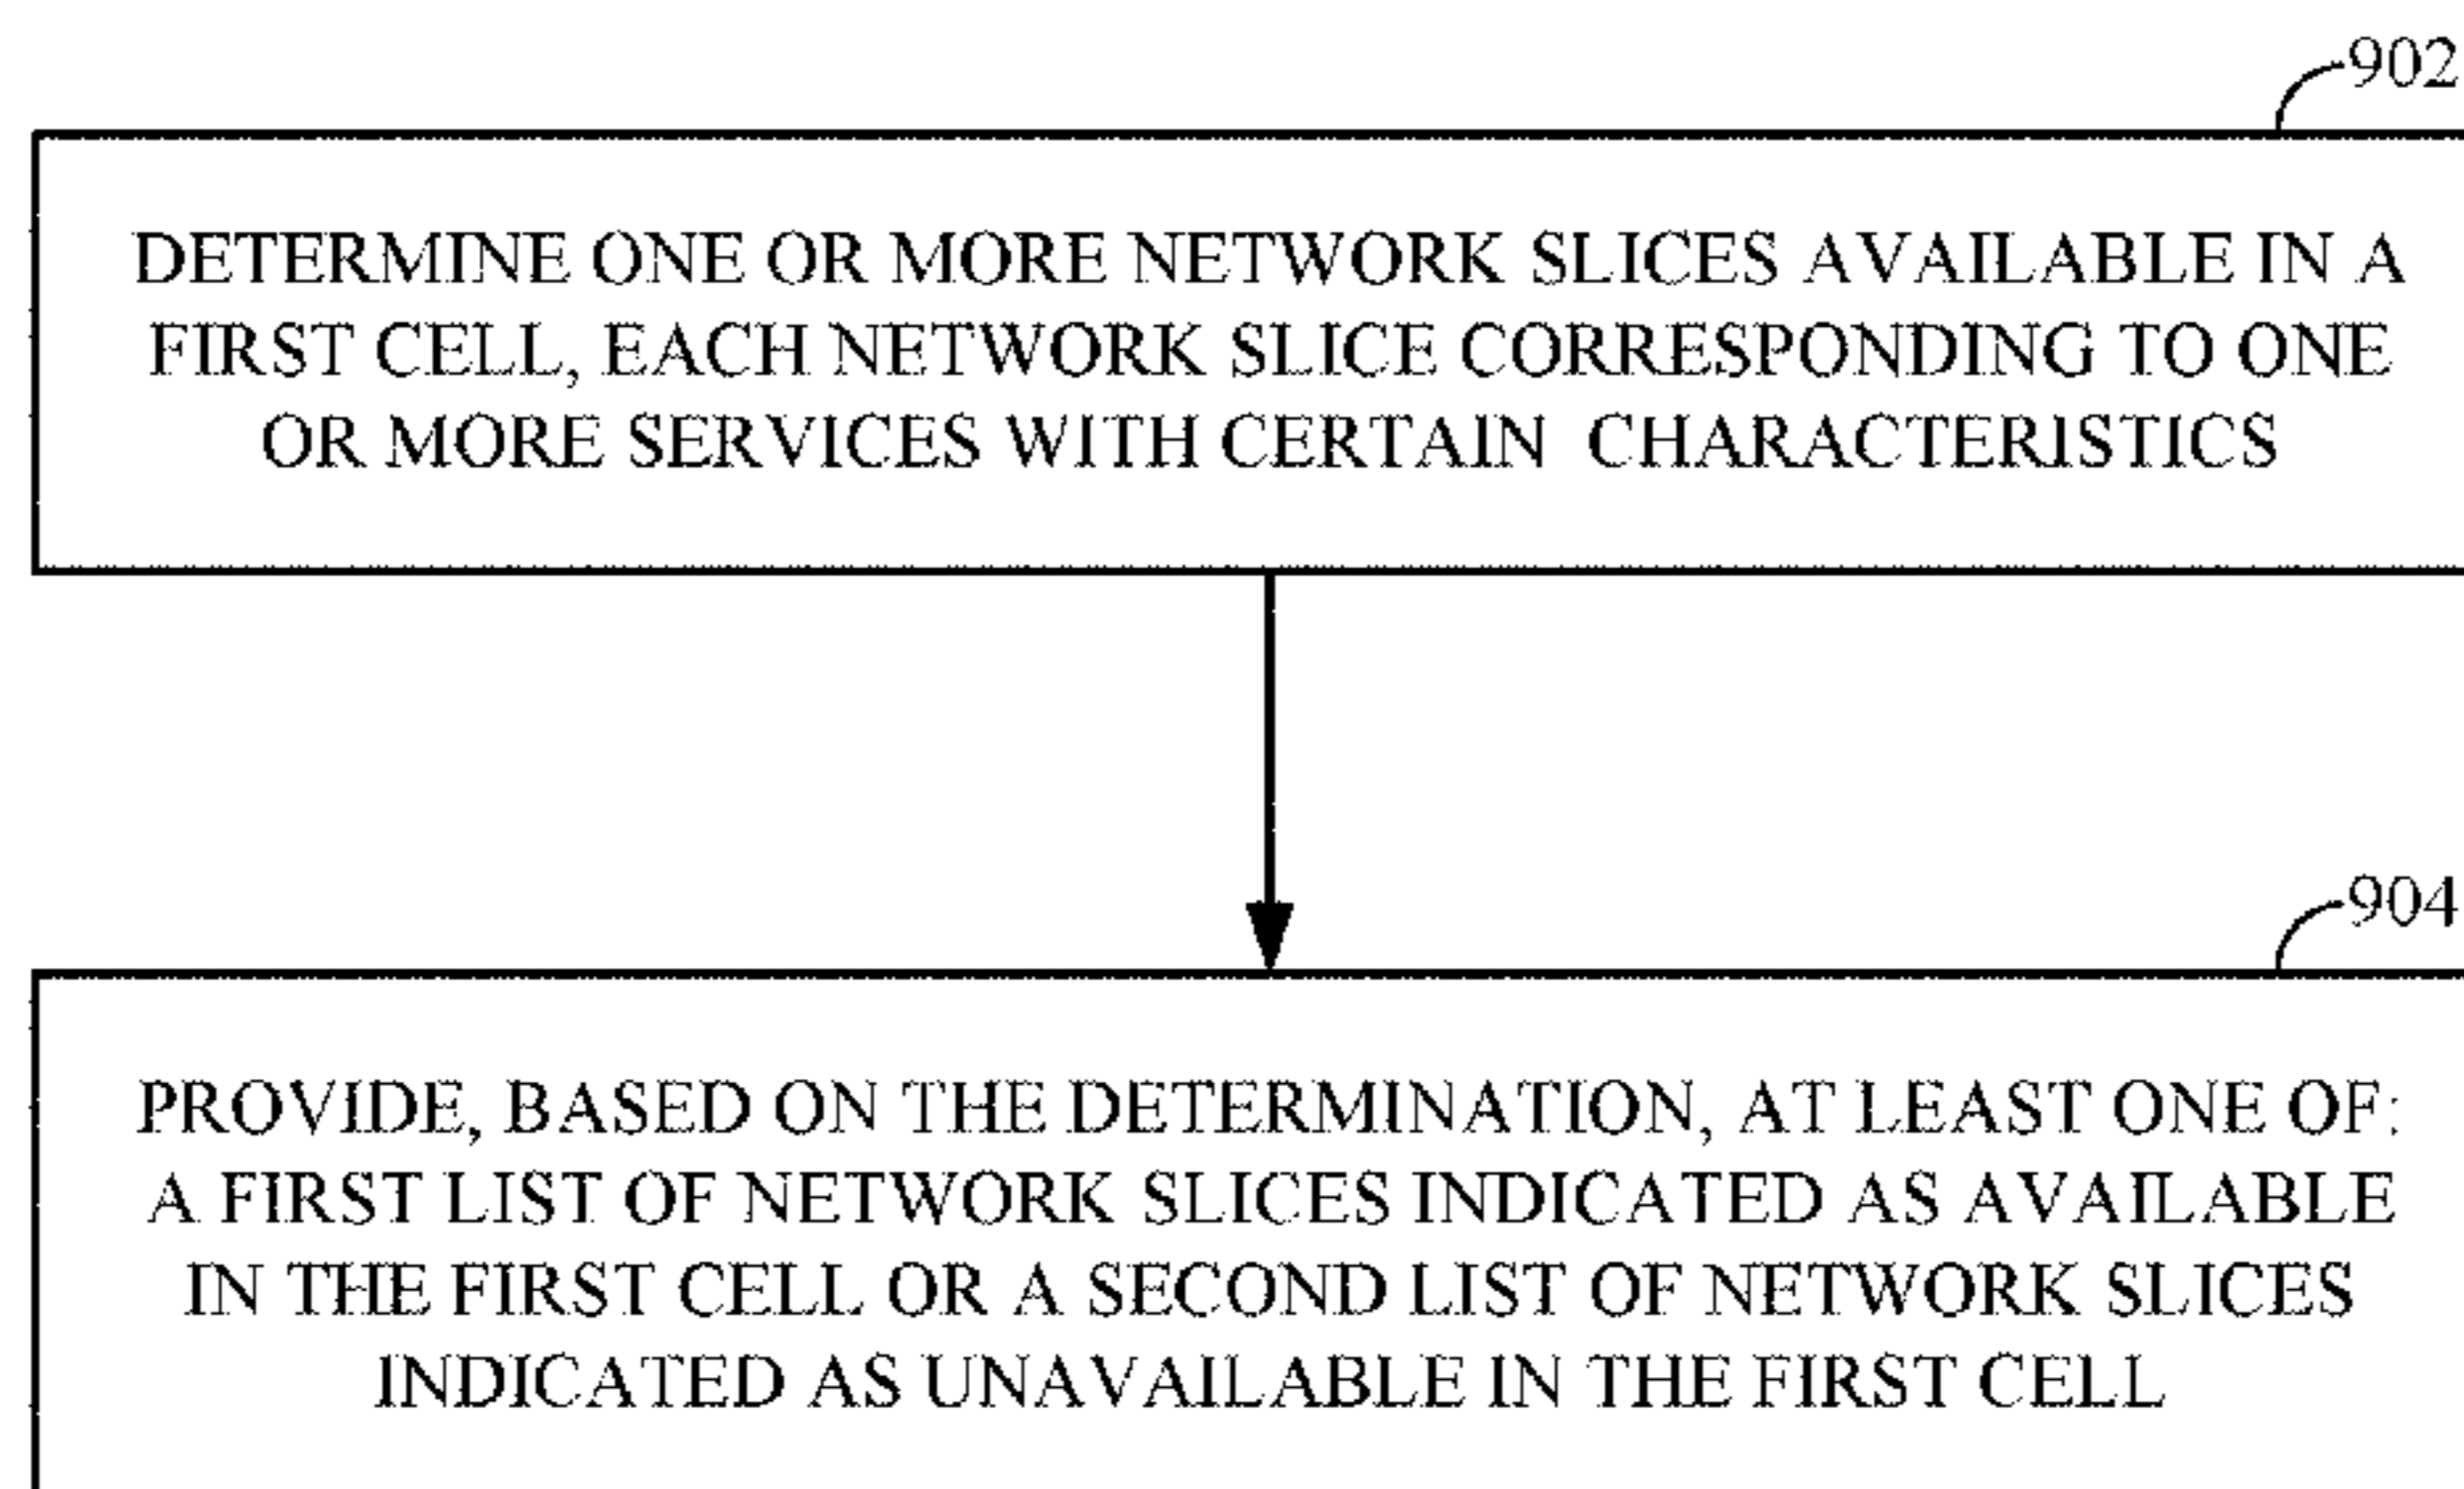 902
DETERMINE ONE OR MORE NETWORK SLICES AVAILABLE IN A
FIRST CELL, EACH NETWORK SLICE CORRESPONDING TO ONE
OR MORE SERVICES WITH CERTAIN CHARACTERISTICS
904
PROVIDE, BASED ON THE DETERMINATION, AT LEAST ONE OF:
A FIRST LIST OF NETWORK SLICES INDICATED AS AVAILABLE
IN THE FIRST CELL OR A SECOND LIST OF NETWORK SLICES
INDICATED AS UNAVAILABLE IN THE FIRST CELL